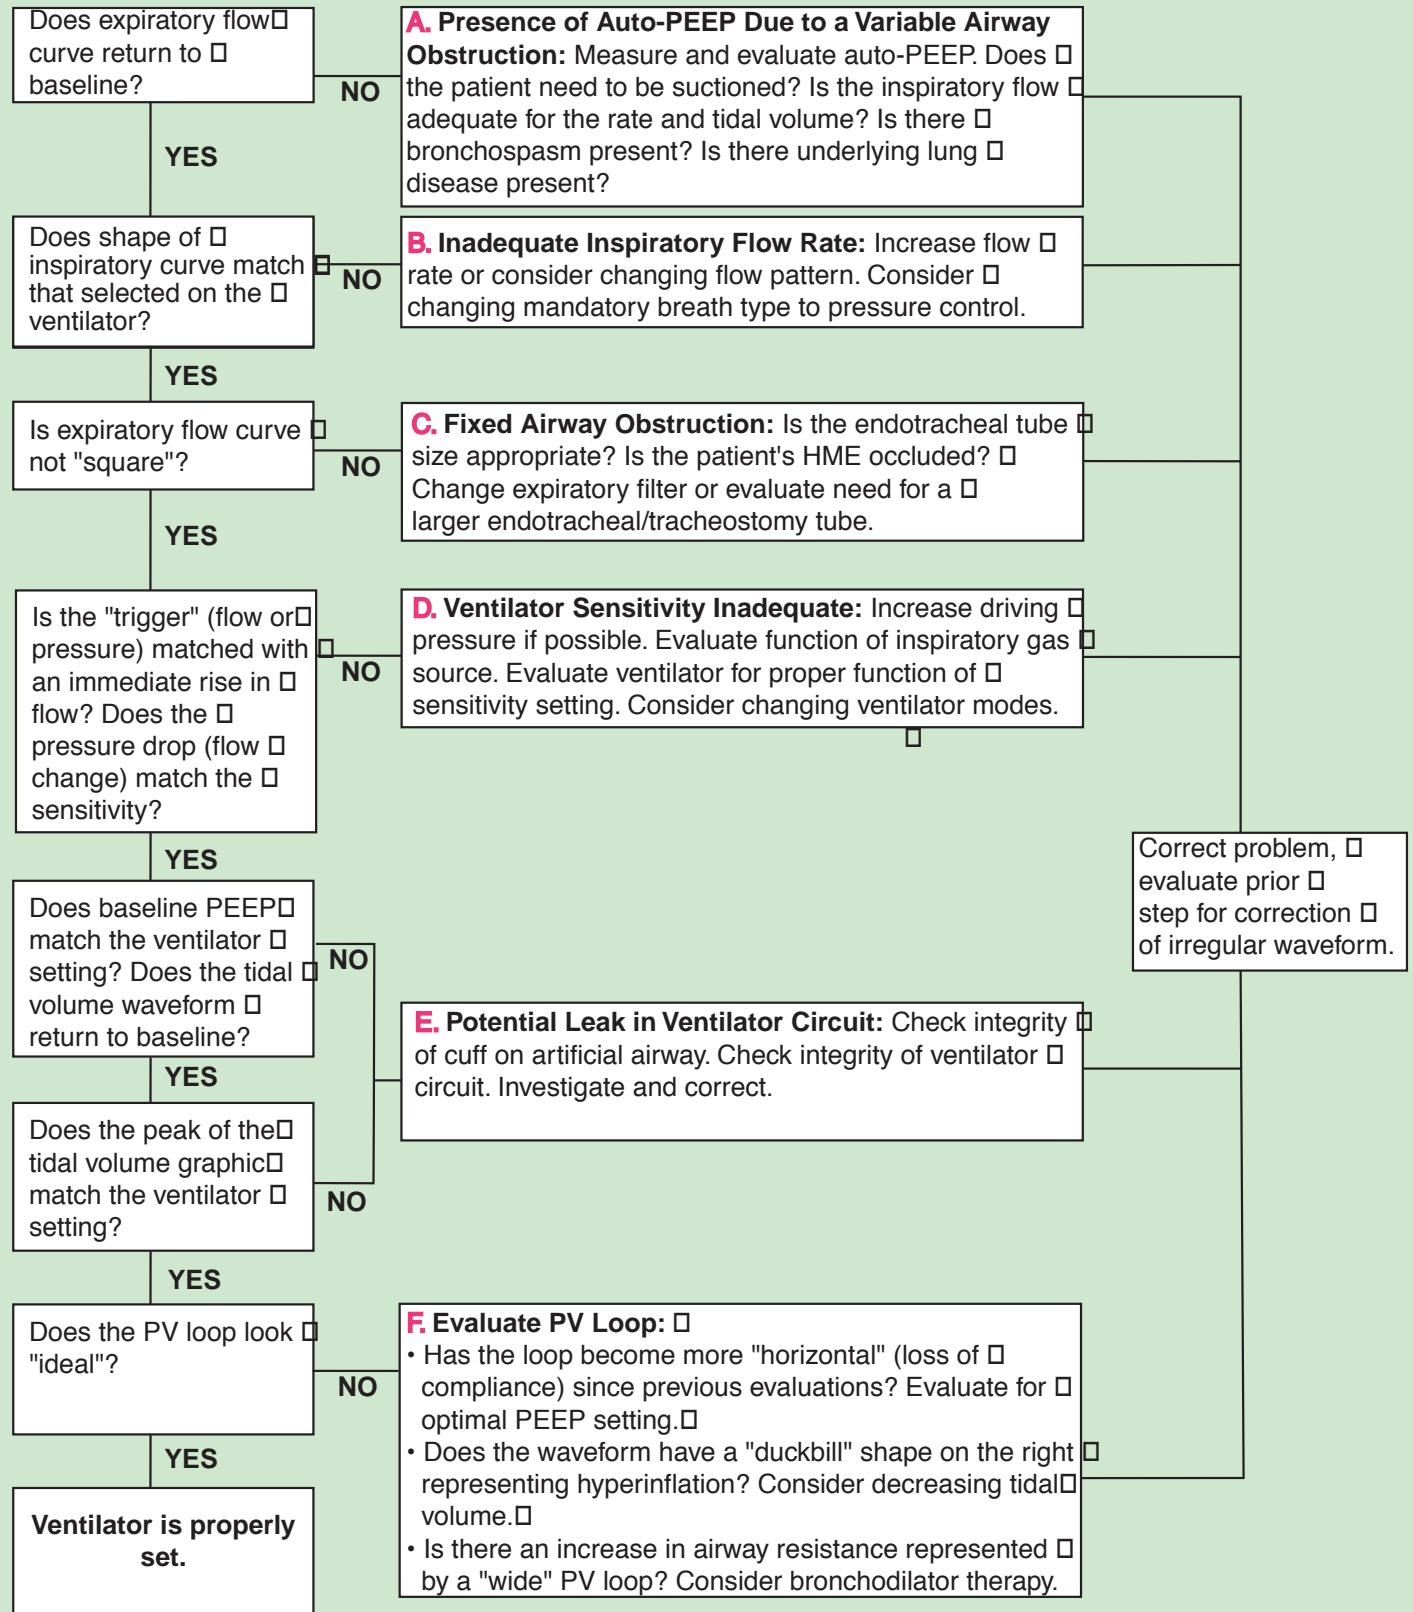 Does expiratory flow
curve return to
baseline?
NO
YES
A. Presence of Auto-PEEP Due to a Variable Airway
Obstruction: Measure and evaluate auto-PEEP. Does
the patient need to be suctioned? Is the inspiratory flow
adequate for the rate and tidal volume? Is there
bronchospasm present? Is there underlying lung
disease present?
Does shape of
inspiratory curve match
that selected on the
ventilator?
NO
YES
B. Inadequate Inspiratory Flow Rate: Increase flow
rate or consider changing flow pattern. Consider
changing mandatory breath type to pressure control.
Is expiratory flow curve
not "square"?
NO
YES
C. Fixed Airway Obstruction: Is the endotracheal tube
size appropriate? Is the patient's HME occluded?
Change expiratory filter or evaluate need for a
larger endotracheal/tracheostomy tube.
Is the "trigger" (flow or
pressure) matched with
an immediate rise in
flow? Does the
pressure drop (flow
change) match the
sensitivity?
NO
YES
D. Ventilator Sensitivity Inadequate: Increase driving
pressure if possible. Evaluate function of inspiratory gas
source. Evaluate ventilator for proper function of
sensitivity setting. Consider changing ventilator modes.
Correct problem,
evaluate prior
step for correction
of irregular waveform.
Does baseline PEEP
match the ventilator
setting? Does the tidal
volume waveform
return to baseline?
NO
YES
E. Potential Leak in Ventilator Circuit: Check integrity
of cuff on artificial airway. Check integrity of ventilator
circuit. Investigate and correct.
Does the peak of the
tidal volume graphic
match the ventilator
setting?
NO
YES
Does the PV loop look
"ideal"?
NO
YES
F. Evaluate PV Loop:
• Has the loop become more "horizontal" (loss of
compliance) since previous evaluations? Evaluate for
optimal PEEP setting.
• Does the waveform have a "duckbill" shape on the right
representing hyperinflation? Consider decreasing tidal
volume.
• Is there an increase in airway resistance represented
by a "wide" PV loop? Consider bronchodilator therapy.
Ventilator is properly
set.